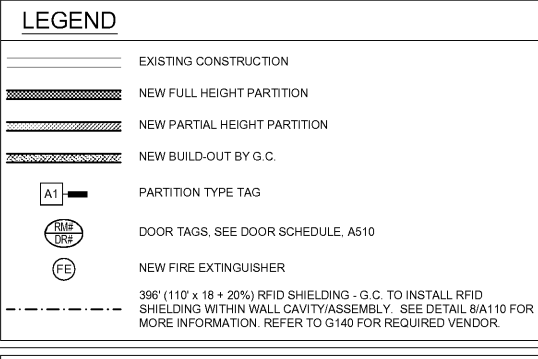 LEGEND
EXISTING CONSTRUCTION
NEW FULL HEIGHT PARTITION
NEW PARTIAL HEIGHT PARTITION
NEW BUILD-OUT BY G.C.
A1 PARTITION TYPE TAG
RM#
DR#
DOOR TAGS, SEE DOOR SCHEDULE, A510
FE NEW FIRE EXTINGUISHER
396' (110' x 18 + 20%) RFID SHIELDING - G.C. TO INSTALL RFID
SHIELDING WITHIN WALL CAVITY/ASSEMBLY. SEE DETAIL 8/A110 FOR
MORE INFORMATION. REFER TO G140 FOR REQUIRED VENDOR.